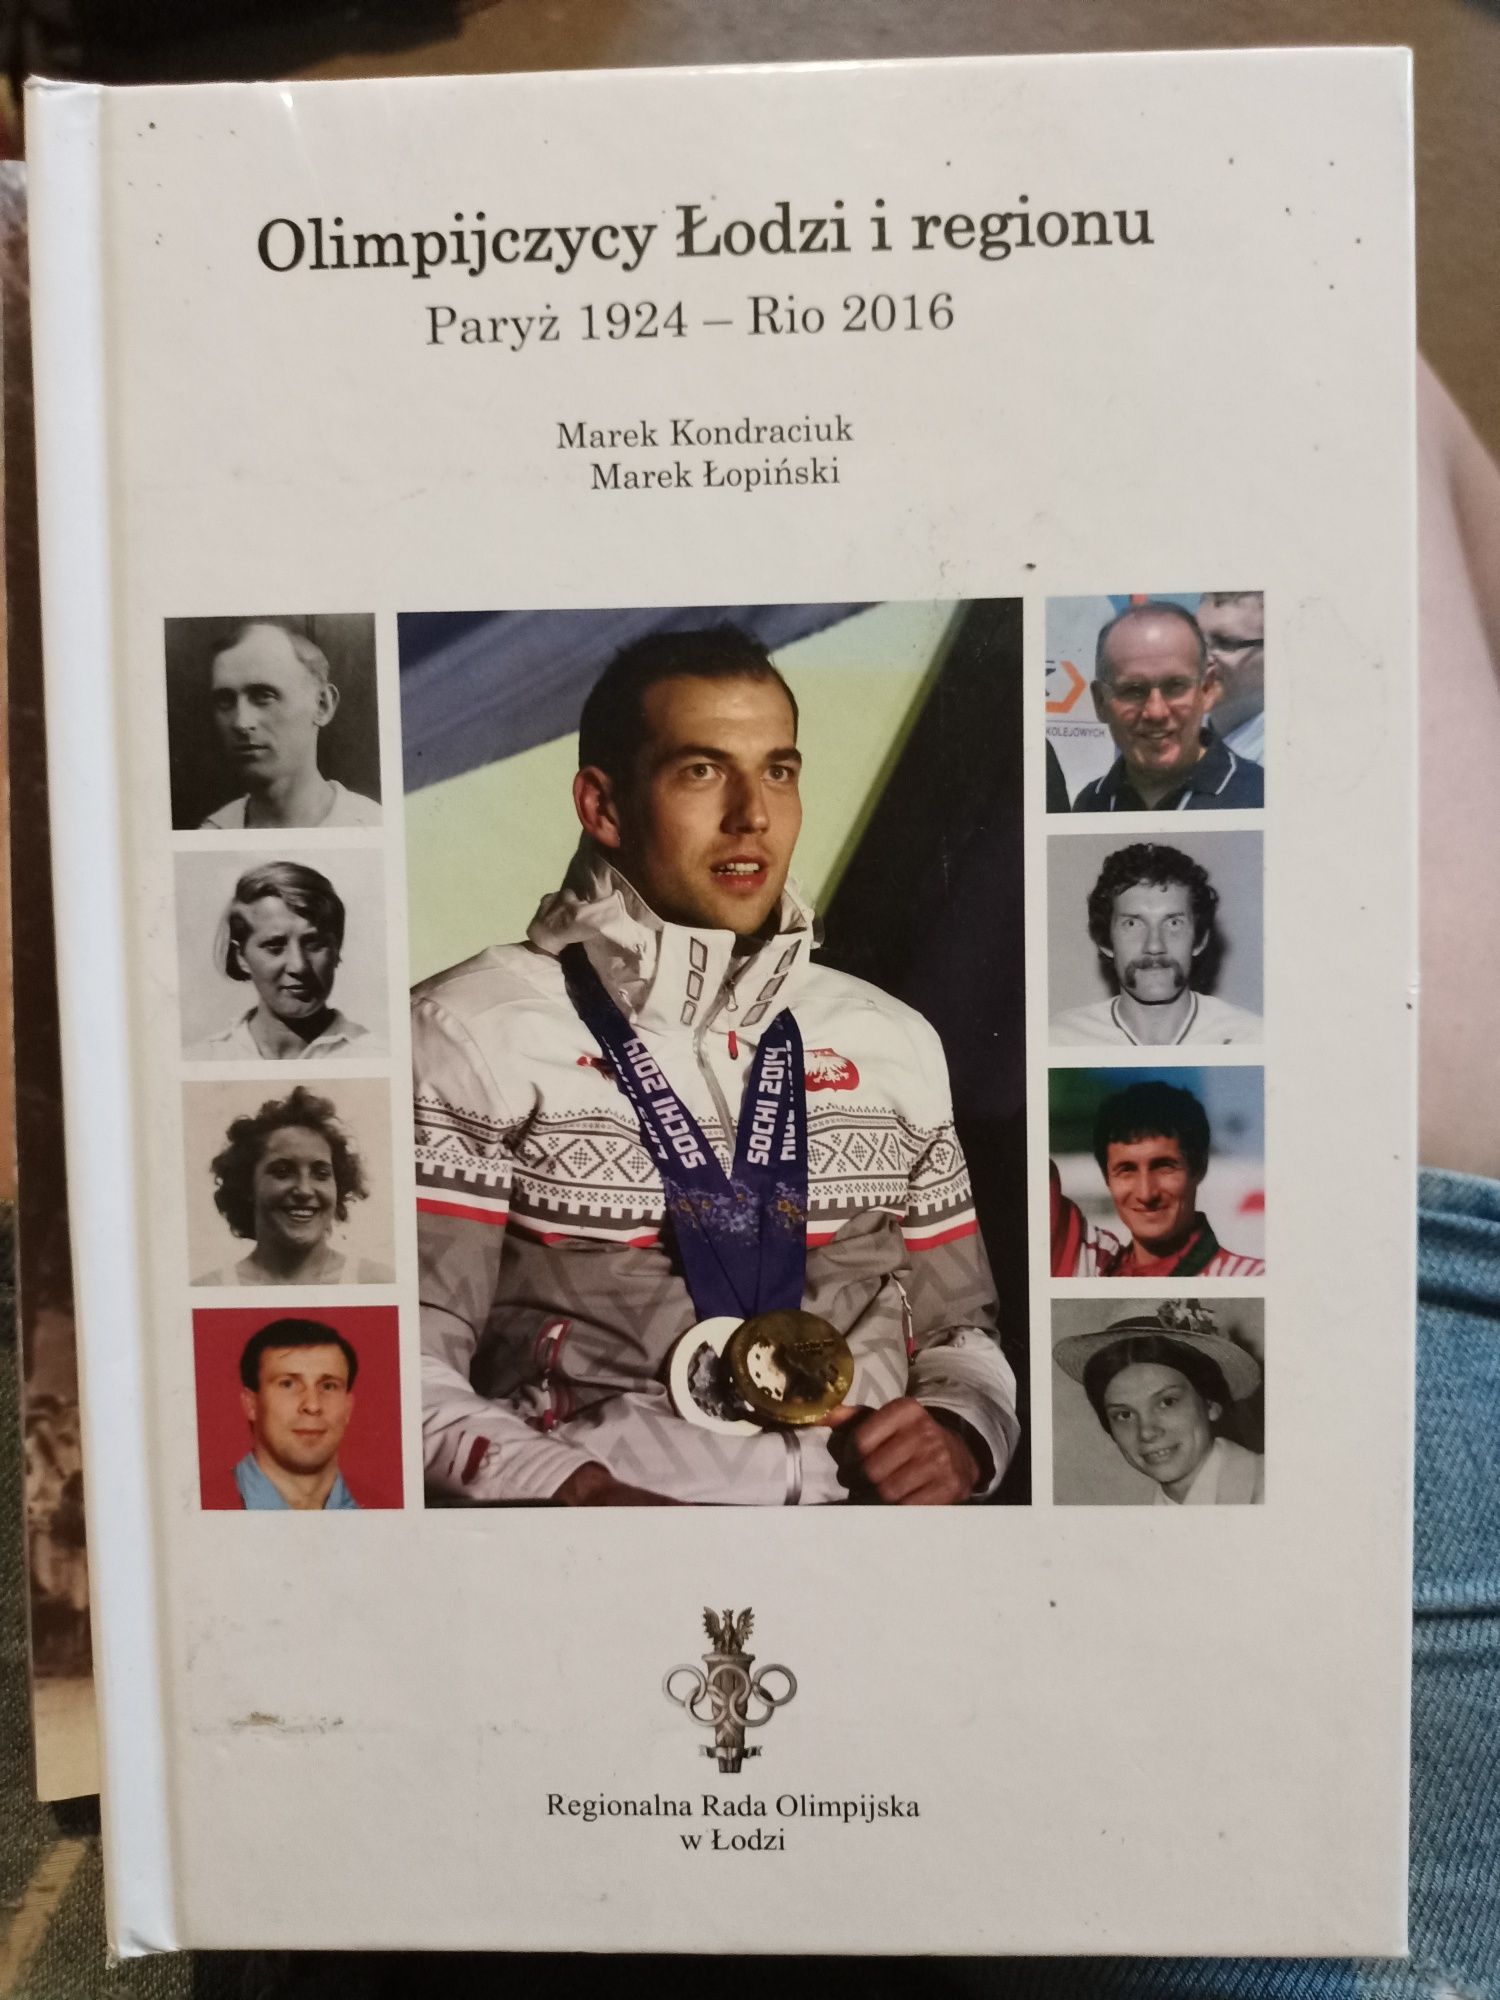 Olimpijczycy Łodzi i regionu
Paryż 1924 – Rio 2016
Marek Kondraciuk
Marek Łopiński
KOLEJOWYCH
SOCHI 2014
SOCHI 2014
Regionalna Rada Olimpijska
w Łodzi